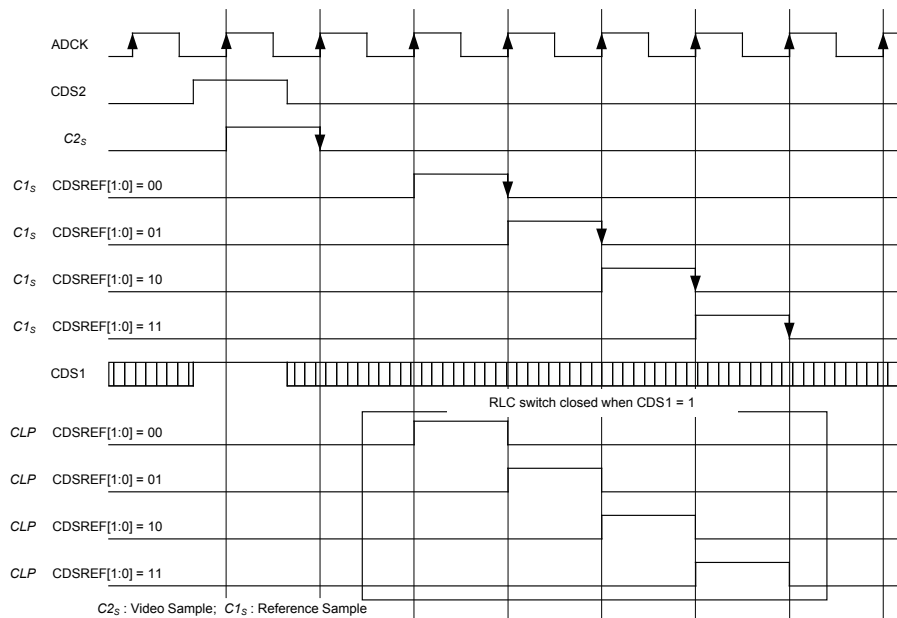 ADCK
CDS2
C2S
C1S CDSREF[1:0] = 00
C1S CDSREF[1:0] = 01
C1S CDSREF[1:0] = 10
C1S CDSREF[1:0] = 11
CDS1
RLC switch closed when CDS1 = 1
CLP CDSREF[1:0] = 00
CLP CDSREF[1:0] = 01
CLP CDSREF[1:0] = 10
CLP CDSREF[1:0] = 11
C2S : Video Sample; C1S : Reference Sample